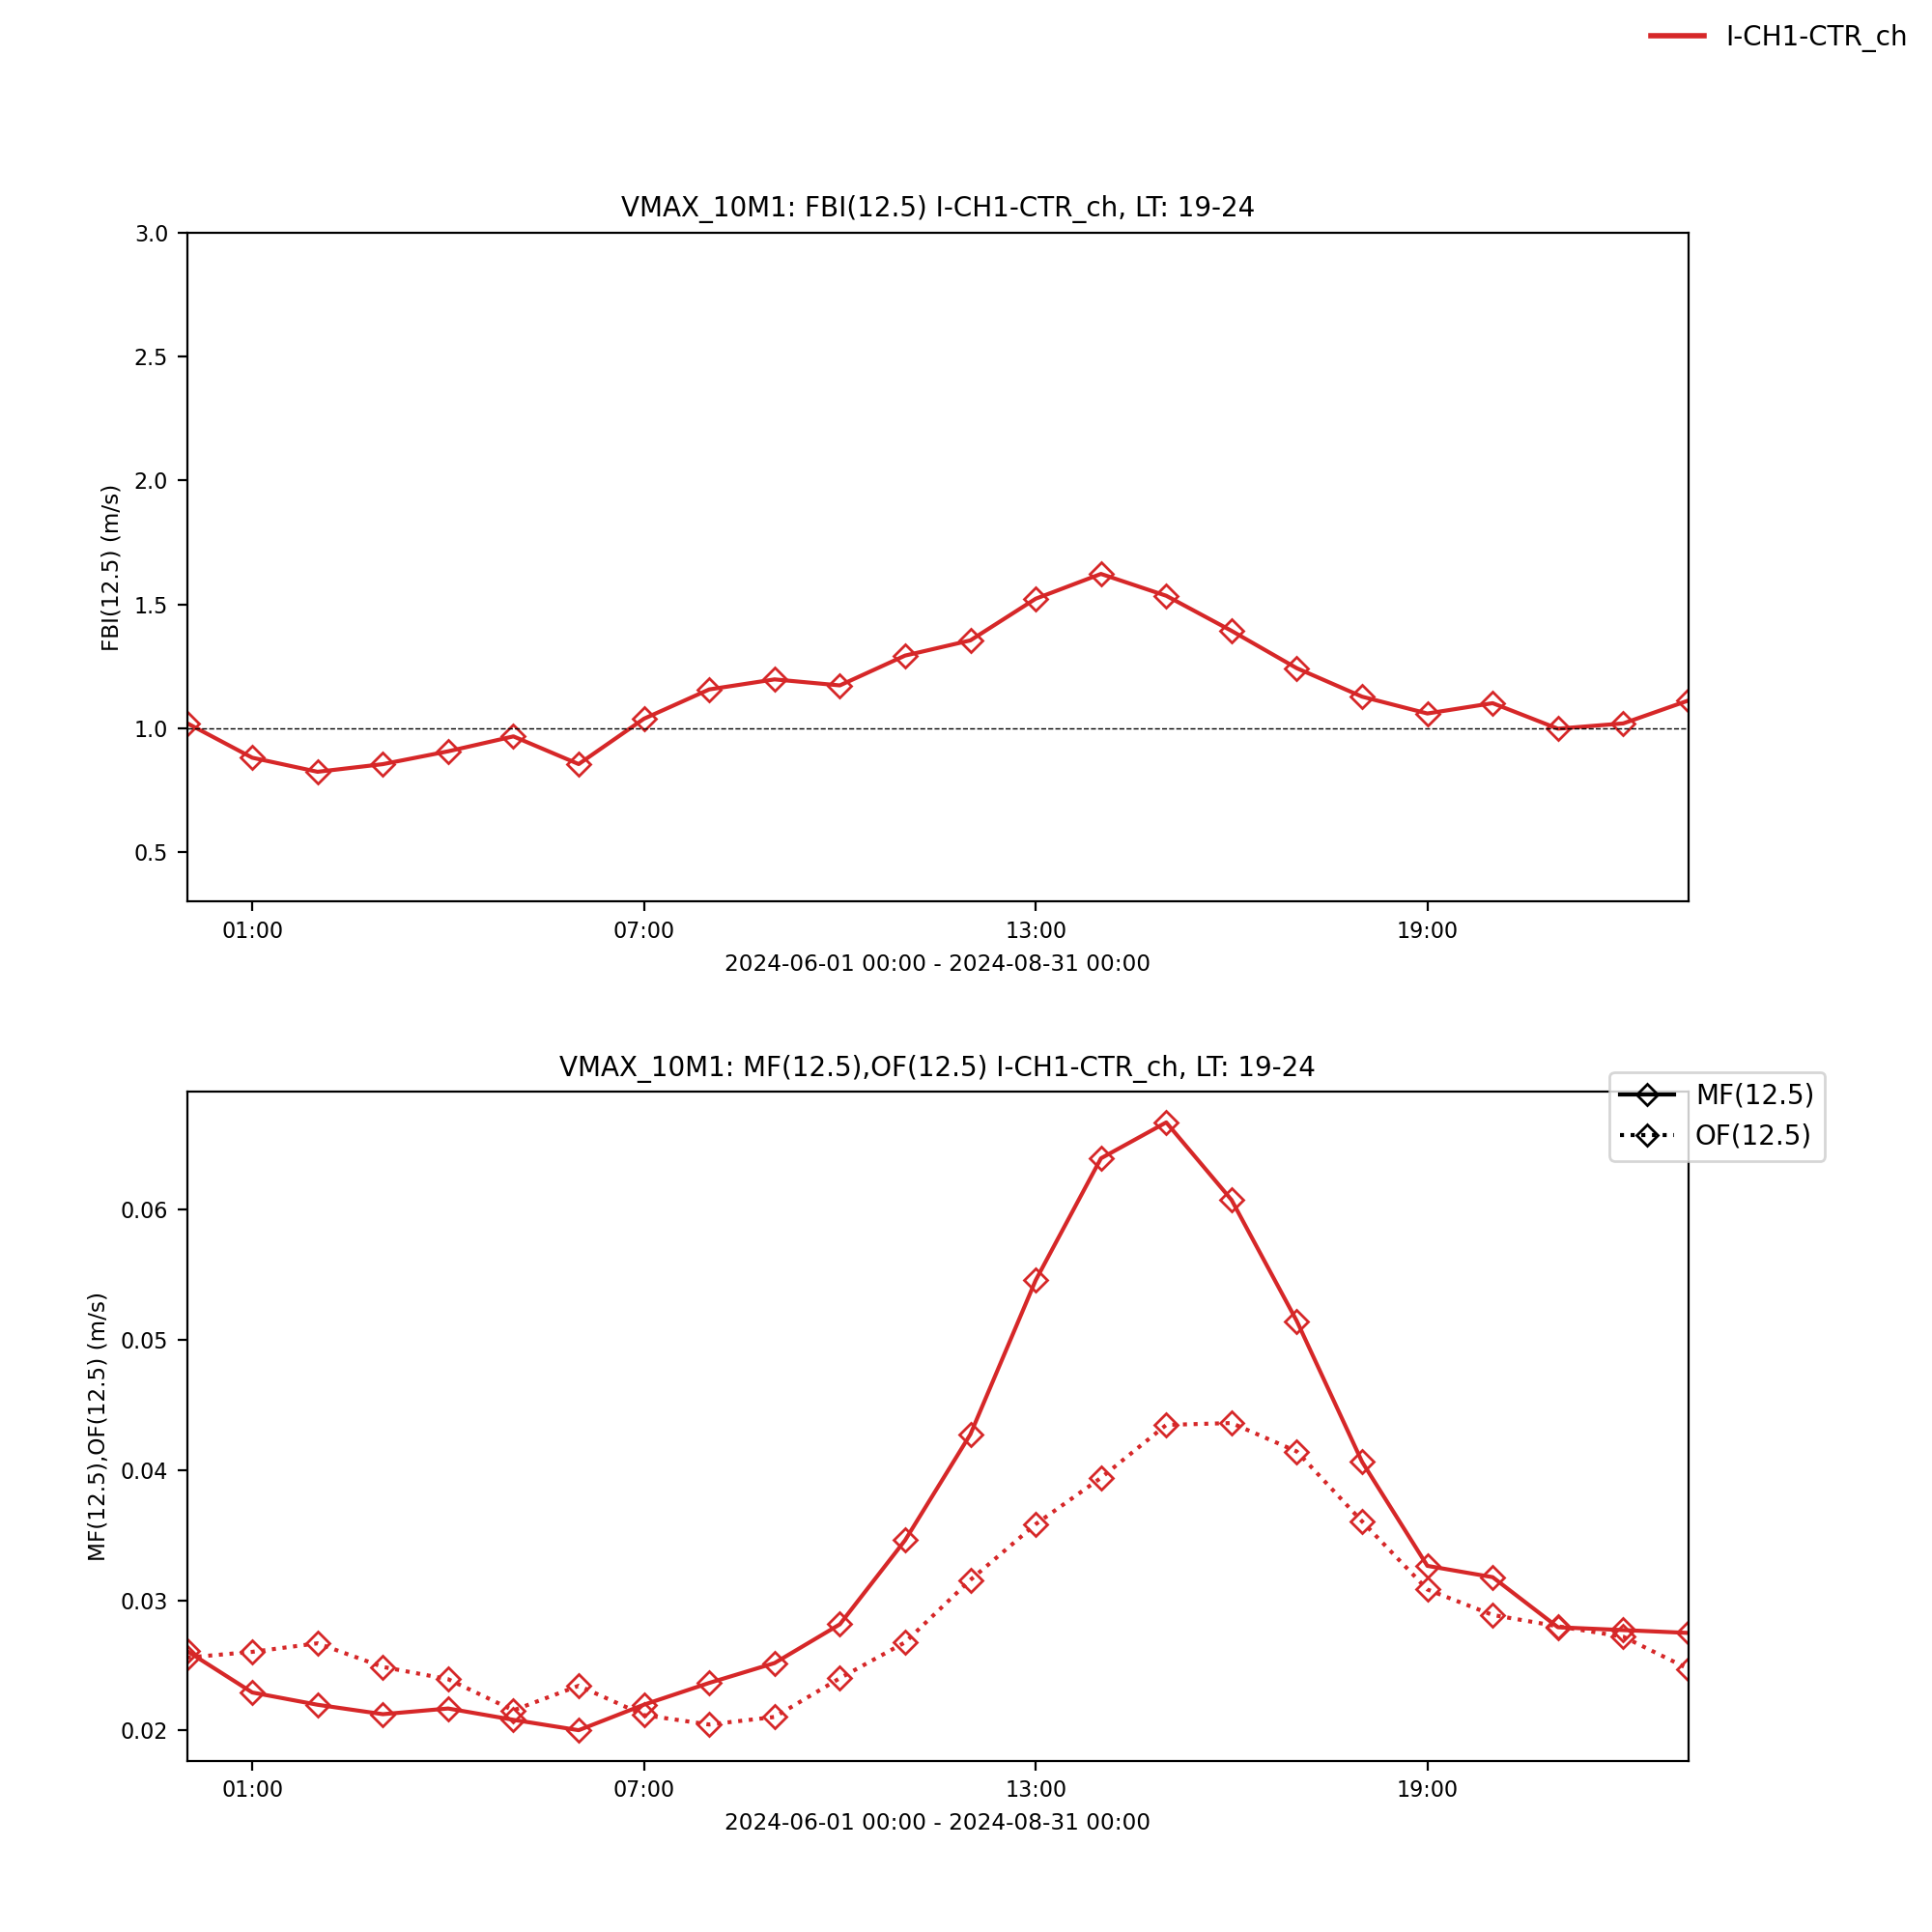 I-CH1-CTR_ch
VMAX_10M1: FBI(12.5) I-CH1-CTR_ch, LT: 19-24
3.0
2.5
2.0
1.5
1.0
0.5
FBI(12.5) (m/s)
01:00 07:00 13:00 19:00
2024-06-01 00:00 - 2024-08-31 00:00
VMAX_10M1: MF(12.5),OF(12.5) I-CH1-CTR_ch, LT: 19-24
MF(12.5)
OF(12.5)
0.06
0.05
0.04
0.03
0.02
MF(12.5),OF(12.5) (m/s)
01:00 07:00 13:00 19:00
2024-06-01 00:00 - 2024-08-31 00:00